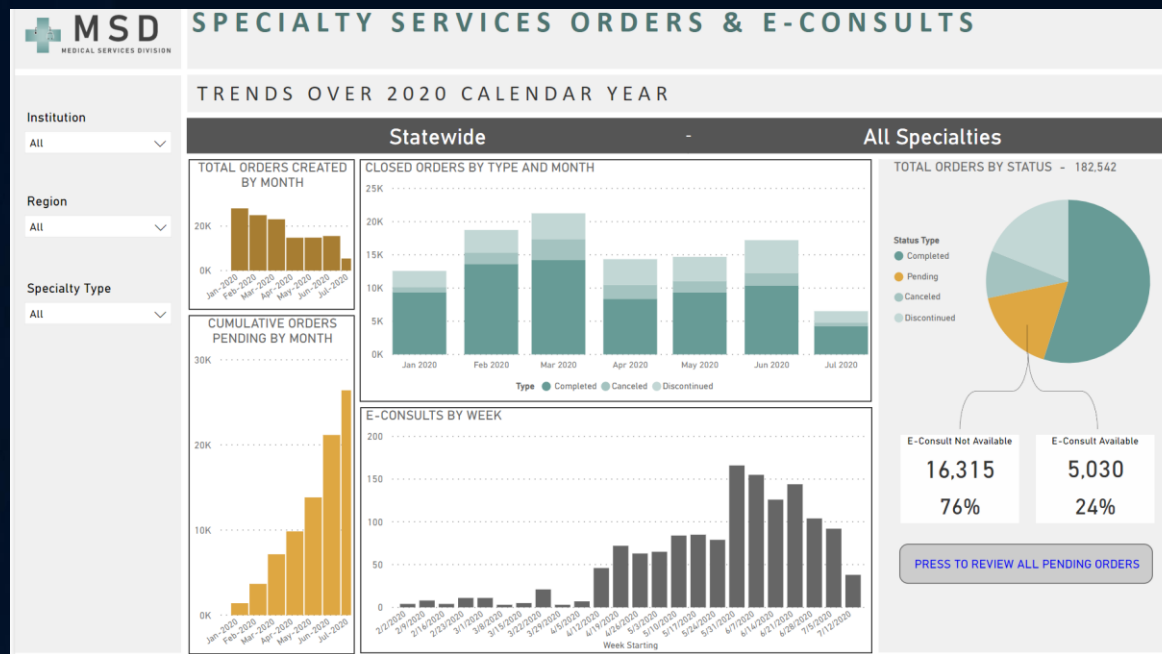 MSD
MEDICAL SERVICES DIVISION
SPECIALTY SERVICES ORDERS & E-CONSULTS
TRENDS OVER 2020 CALENDAR YEAR
Institution
All
Region
All
Specialty Type
All
Statewide - All Specialties
TOTAL ORDERS CREATED
BY MONTH
20K
0K
Jan-2020 Feb-2020 Mar-2020 Apr-2020 May-2020 Jun-2020 Jul-2020
CUMULATIVE ORDERS
PENDING BY MONTH
30K
20K
10K
0K
Jan-2020 Feb-2020 Mar-2020 Apr-2020 May-2020 Jun-2020 Jul-2020
CLOSED ORDERS BY TYPE AND MONTH
25K
20K
15K
10K
5K
0K
Jan 2020 Feb 2020 Mar 2020 Apr 2020 May 2020 Jun 2020 Jul 2020
Type Completed Canceled Discontinued
E-CONSULTS BY WEEK
200
150
100
50
0
2/2/2020 2/9/2020 2/16/2020 2/23/2020 3/1/2020 3/8/2020 3/15/2020 3/22/2020 3/29/2020 4/5/2020 4/12/2020 4/19/2020 4/26/2020 5/3/2020 5/10/2020 5/17/2020 5/24/2020 5/31/2020 6/7/2020 6/14/2020 6/21/2020 6/28/2020 7/5/2020 7/12/2020
Week Starting
TOTAL ORDERS BY STATUS - 182,542
Status Type
Completed
Pending
Canceled
Discontinued
E-Consult Not Available
16,315
76%
E-Consult Available
5,030
24%
PRESS TO REVIEW ALL PENDING ORDERS